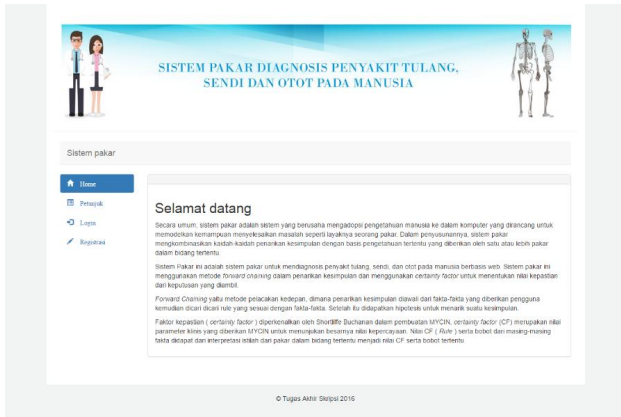 SISTEM PAKAR DIAGNOSIS PENYAKIT TULANG,
SENDI DAN OTOT PADA MANUSIA
Sistem pakar
Home
Petunjuk
Login
Registrasi
Selamat datang
Secara umum, sistem pakar adalah sistem yang berusaha mengadopsi pengetahuan manusia ke dalam komputer yang dirancang untuk
memodelkan kemampuan menyelesaikan masalah seperti layaknya seorang pakar. Dalam penyusunannya, sistem pakar
mengkombinasikan kaidah-kaidah penarikan kesimpulan dengan basis pengetahuan tertentu yang diberikan oleh satu atau lebih pakar
dalam bidang tertentu.
Sistem Pakar ini adalah sistem pakar untuk mendiagnosis penyakit tulang, sendi, dan otot pada manusia berbasis web. Sistem pakar ini
menggunakan metode forward chaining dalam penarikan kesimpulan dan menggunakan certainty factor untuk menentukan nilai kepastian
dari keputusan yang diambil.
Forward Chaining yaitu metode pelacakan kedepan, dimana penarikan kesimpulan diawali dari fakta-fakta yang diberikan pengguna
kemudian dicari dicari rule yang sesuai dengan fakta-fakta. Setelah itu didapatkan hipotesis untuk menarik suatu kesimpulan.
Faktor kepastian ( certainty factor ) diperkenalkan oleh Shortliffe Buchanan dalam pembuatan MYCIN, certainty factor (CF) merupakan nilai
parameter klinis yang diberikan MYCIN untuk menunjukan besarnya nilai kepercayaan. Nilai CF ( Rule ) serta bobot dari masing-masing
fakta didapat dari interpretasi istilah dari pakar dalam bidang tertentu menjadi nilai CF serta bobot tertentu.
© Tugas Akhir Skripsi 2016